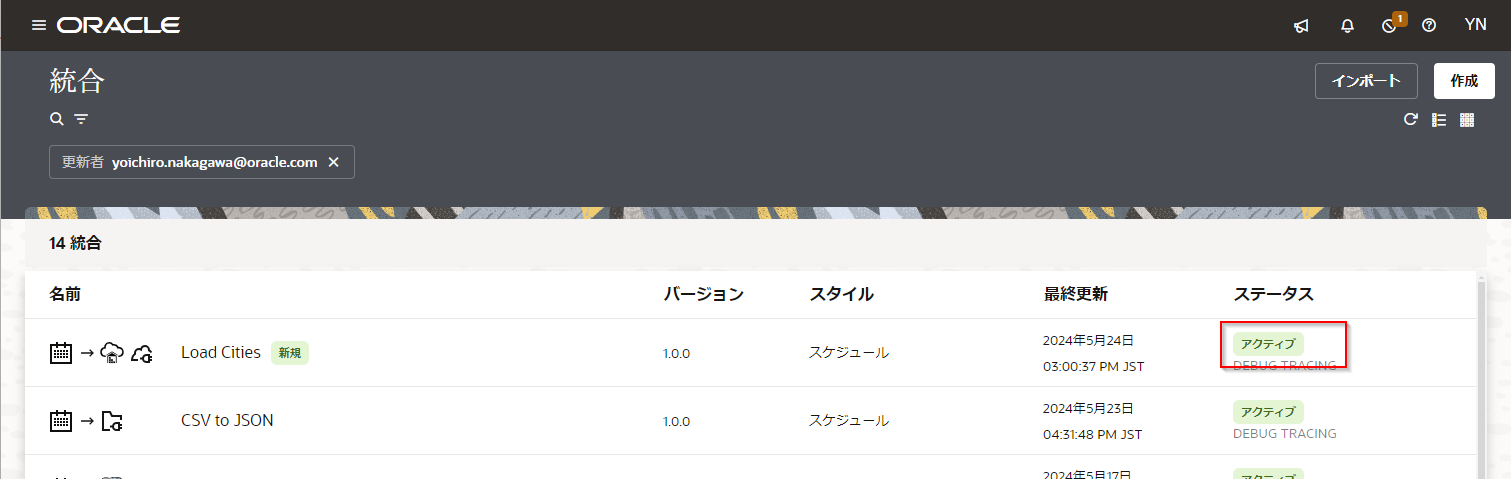 ORACLE
1
YN
統合
インポート
作成
更新者 yoichiro.nakagawa@oracle.com
14 統合
名前 バージョン スタイル 最終更新 ステータス
Load Cities 新規 1.0.0 スケジュール 2024年5月24日 03:00:37 PM JST アクティブ DEBUG TRACING
CSV to JSON 1.0.0 スケジュール 2024年5月23日 04:31:48 PM JST アクティブ DEBUG TRACING
2024年5月17日 アクティブ